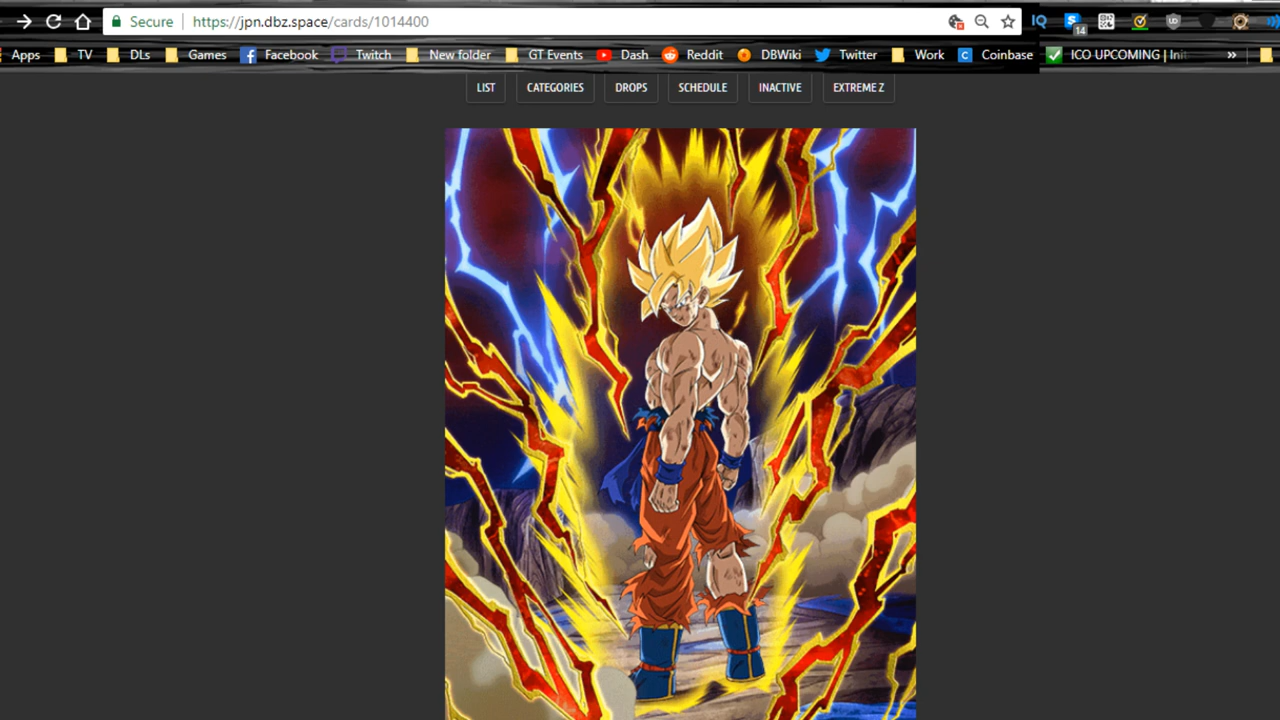 Secure https://jpn.dbz.space/cards/1014400 IQ 14 UD
Apps TV DLs Games Facebook Twitch New folder GT Events Dash Reddit DBWiki Twitter Work Coinbase ICO UPCOMING | Init »
LIST CATEGORIES DROPS SCHEDULE INACTIVE EXTREME Z